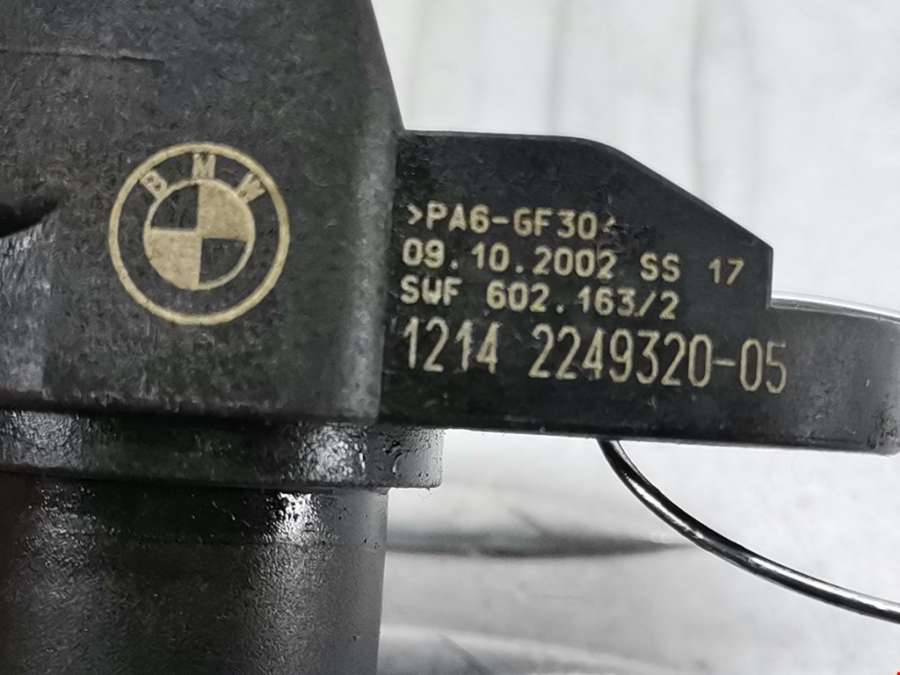 BMW
>PA6-GF30<
09.10.2002 SS 17
SWF 602.163/2
1214 2249320-05